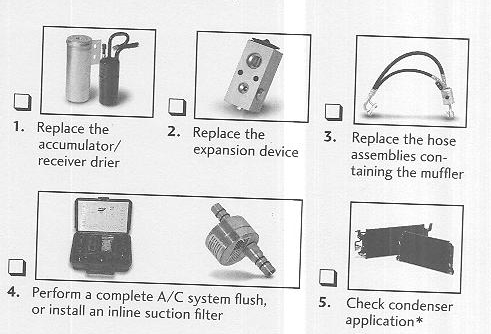 1. Replace the
accumulator/
receiver drier
2. Replace the
expansion device
3. Replace the hose
assemblies con-
taining the muffler
4. Perform a complete A/C system flush,
or install an inline suction filter
5. Check condenser
application*